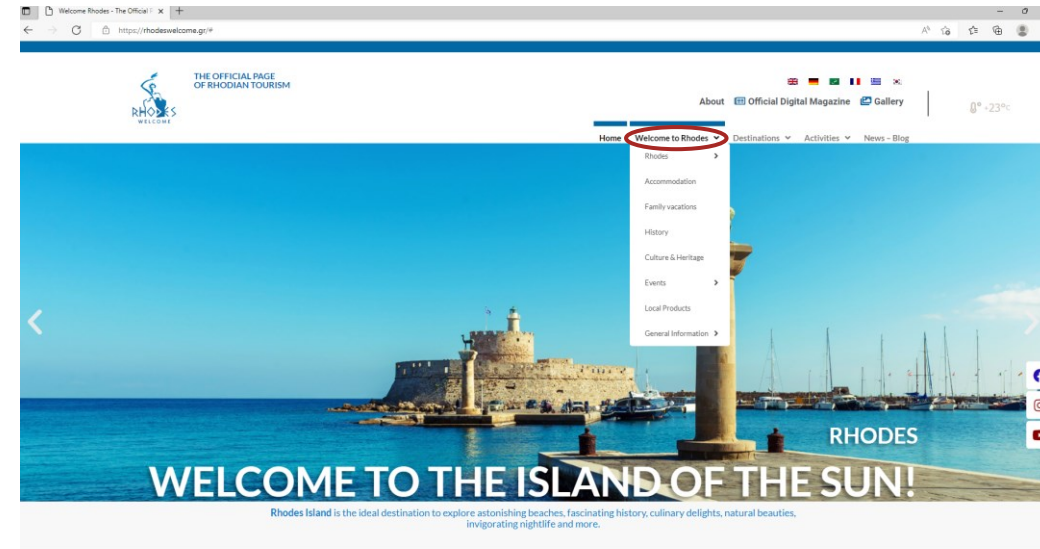 Welcome Rhodes - The Official
https://rhodeswelcome.gr/#
RHODES
WELCOME
THE OFFICIAL PAGE
OF RHODIAN TOURISM
About Official Digital Magazine Gallery
+23°C
Home Welcome to Rhodes Destinations Activities News – Blog
Rhodes
Accommodation
Family vacations
History
Culture & Heritage
Events
Local Products
General Information
RHODES
WELCOME TO THE ISLAND OF THE SUN!
Rhodes Island is the ideal destination to explore astonishing beaches, fascinating history, culinary delights, natural beauties,
invigorating nightlife and more.